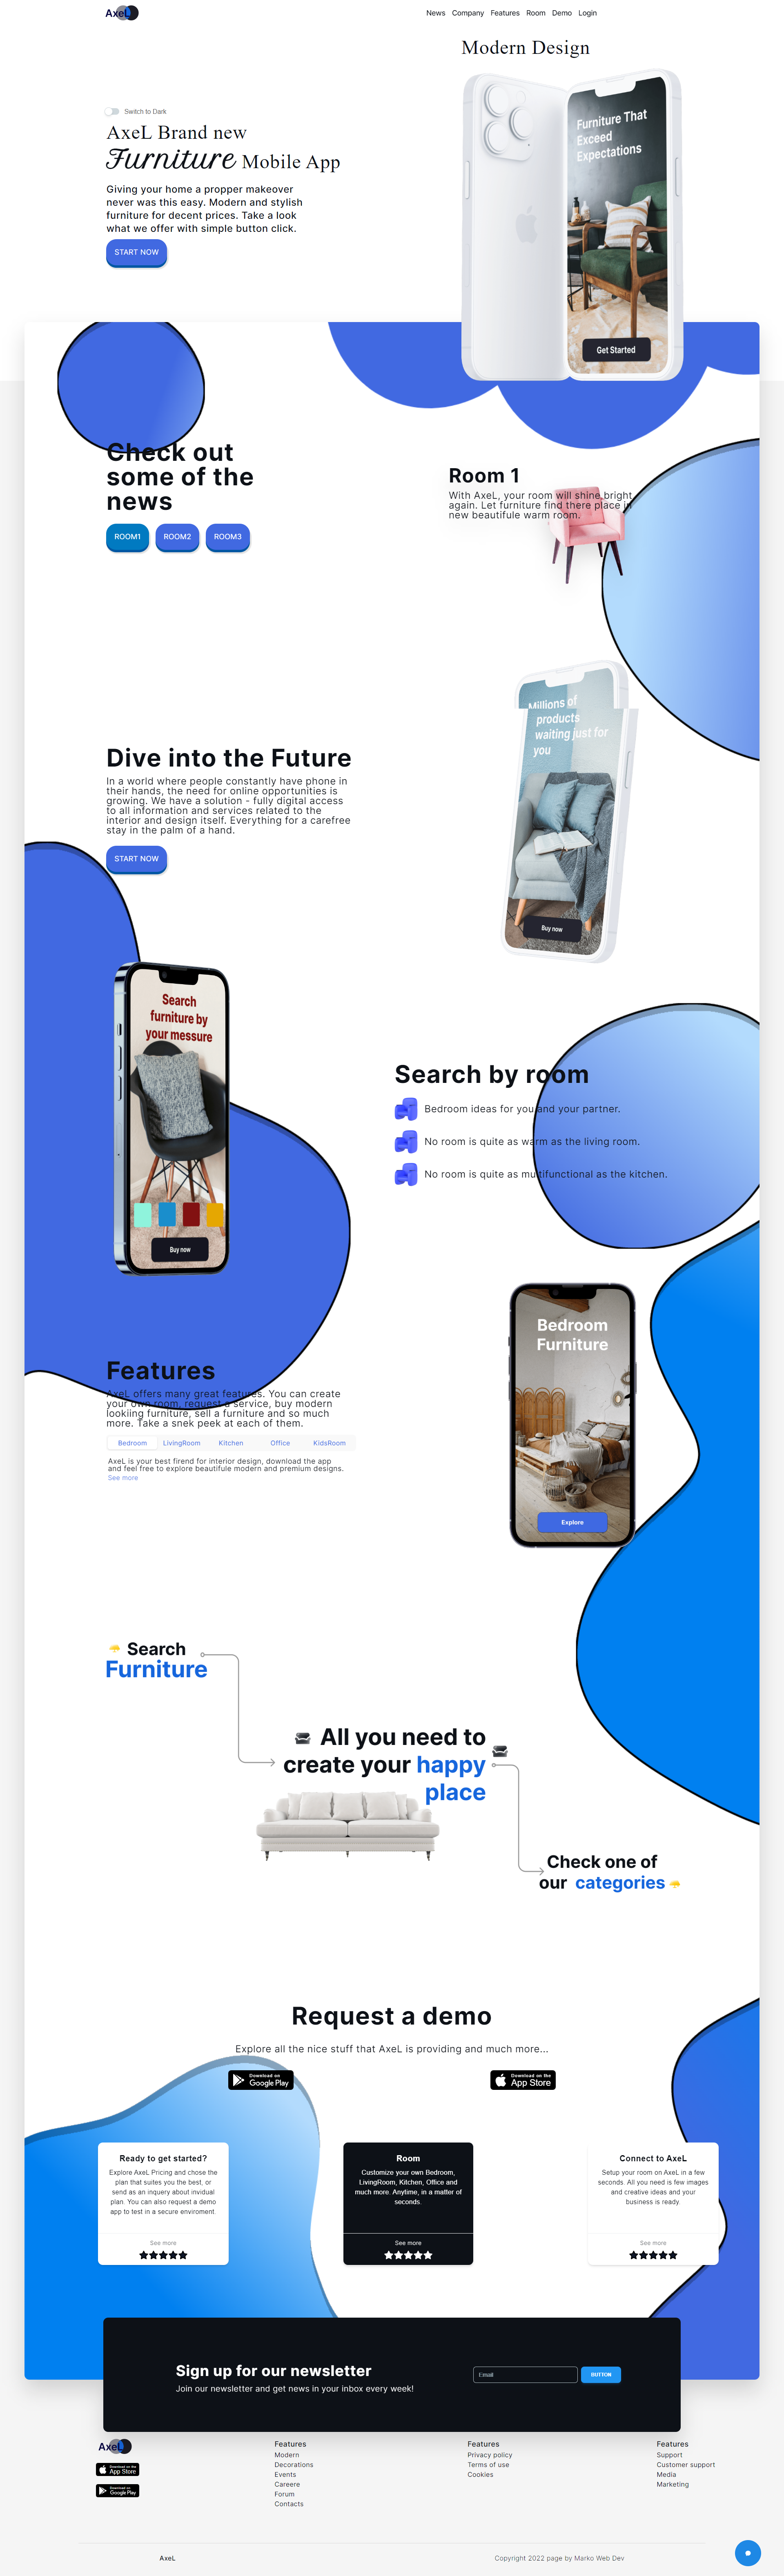 AxeL
News Company Features Room Demo Login
Modern Design
Switch to Dark
AxeL Brand new
Furniture Mobile App
Giving your home a propper makeover
never was this easy. Modern and stylish
furniture for decent prices. Take a look
what we offer with simple button click.
START NOW
Furniture That
Exceed
Expectations
Get Started
Check out
some of the
news
ROOM1 ROOM2 ROOM3
Room 1
With AxeL, your room will shine bright
again. Let furniture find there place in
new beautifule warm room.
Millions of
products
waiting just for
you
Buy now
Dive into the Future
In a world where people constantly have phone in
their hands, the need for online opportunities is
growing. We have a solution - fully digital access
to all information and services related to the
interior and design itself. Everything for a carefree
stay in the palm of a hand.
START NOW
Search
furniture by
your messure
Buy now
Search by room
Bedroom ideas for you and your partner.
No room is quite as warm as the living room.
No room is quite as multifunctional as the kitchen.
Bedroom
Furniture
Explore
Features
AxeL offers many great features. You can create
your own room, request a service, buy modern
lookiing furniture, sell a furniture and so much
more. Take a snek peek at each of them.
Bedroom LivingRoom Kitchen Office KidsRoom
AxeL is your best firend for interior design, download the app
and feel free to explore beautifule modern and premium designs.
See more
Search
Furniture
All you need to
create your happy
place
Check one of
our categories
Request a demo
Explore all the nice stuff that AxeL is providing and much more...
Download on
Google Play
Download on the
App Store
Ready to get started?
Explore AxeL Pricing and chose the
plan that suites you the best, or
send as an inquery about invidual
plan. You can also request a demo
app to test in a secure enviroment.
See more
Room
Customize your own Bedroom,
LivingRoom, Kitchen, Office and
much more. Anytime, in a matter of
seconds.
See more
Connect to AxeL
Setup your room on AxeL in a few
seconds. All you need is few images
and creative ideas and your
business is ready.
See more
Sign up for our newsletter
Join our newsletter and get news in your inbox every week!
Email
BUTTON
AxeL
Download on the
App Store
Download on
Google Play
Features
Modern
Decorations
Events
Careere
Forum
Contacts
Features
Privacy policy
Terms of use
Cookies
Features
Support
Customer support
Media
Marketing
AxeL
Copyright 2022 page by Marko Web Dev